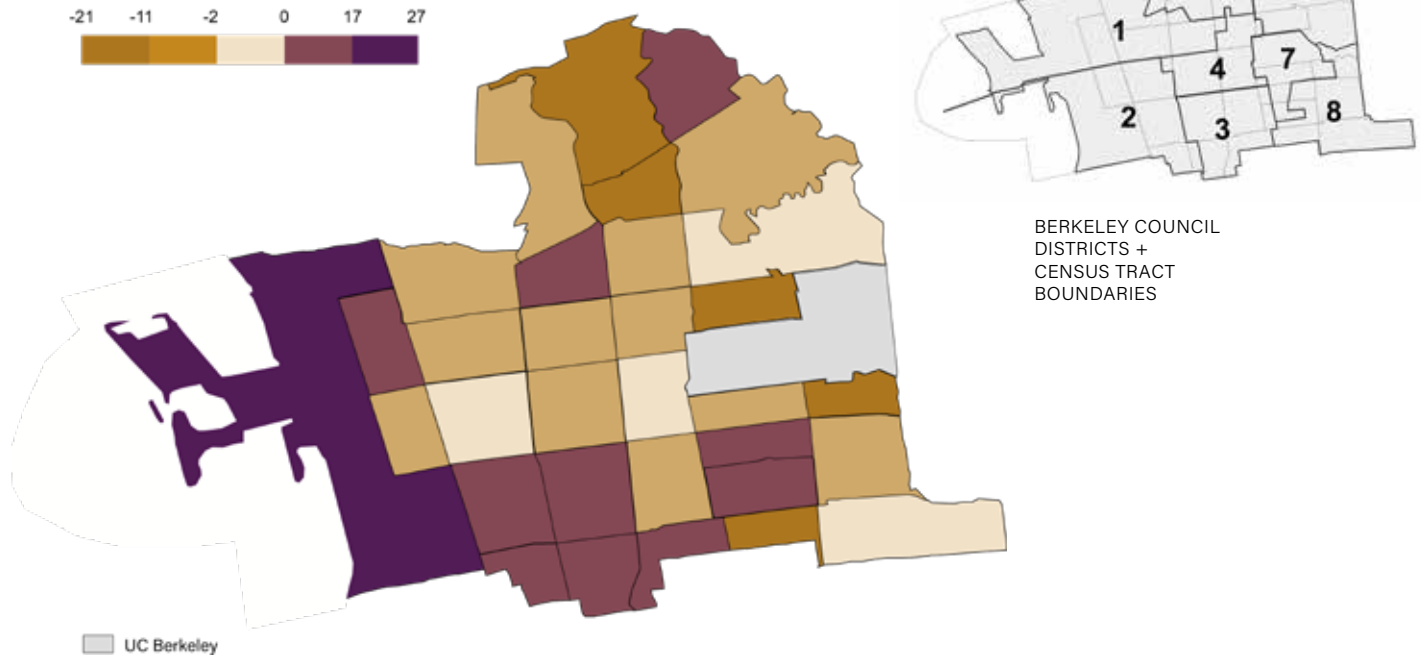 -21 -11 -2 0 17 27
1
7
4
2
8
3
BERKELEY COUNCIL
DISTRICTS +
CENSUS TRACT
BOUNDARIES
UC Berkeley